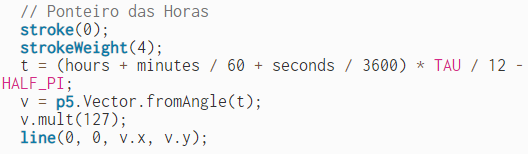 // Ponteiro das Horas
stroke(0);
strokeWeight(4);
t = (hours + minutes / 60 + seconds / 3600) * TAU / 12 -
HALF_PI;
v = p5.Vector.fromAngle(t);
v.mult(127);
line(0, 0, v.x, v.y);